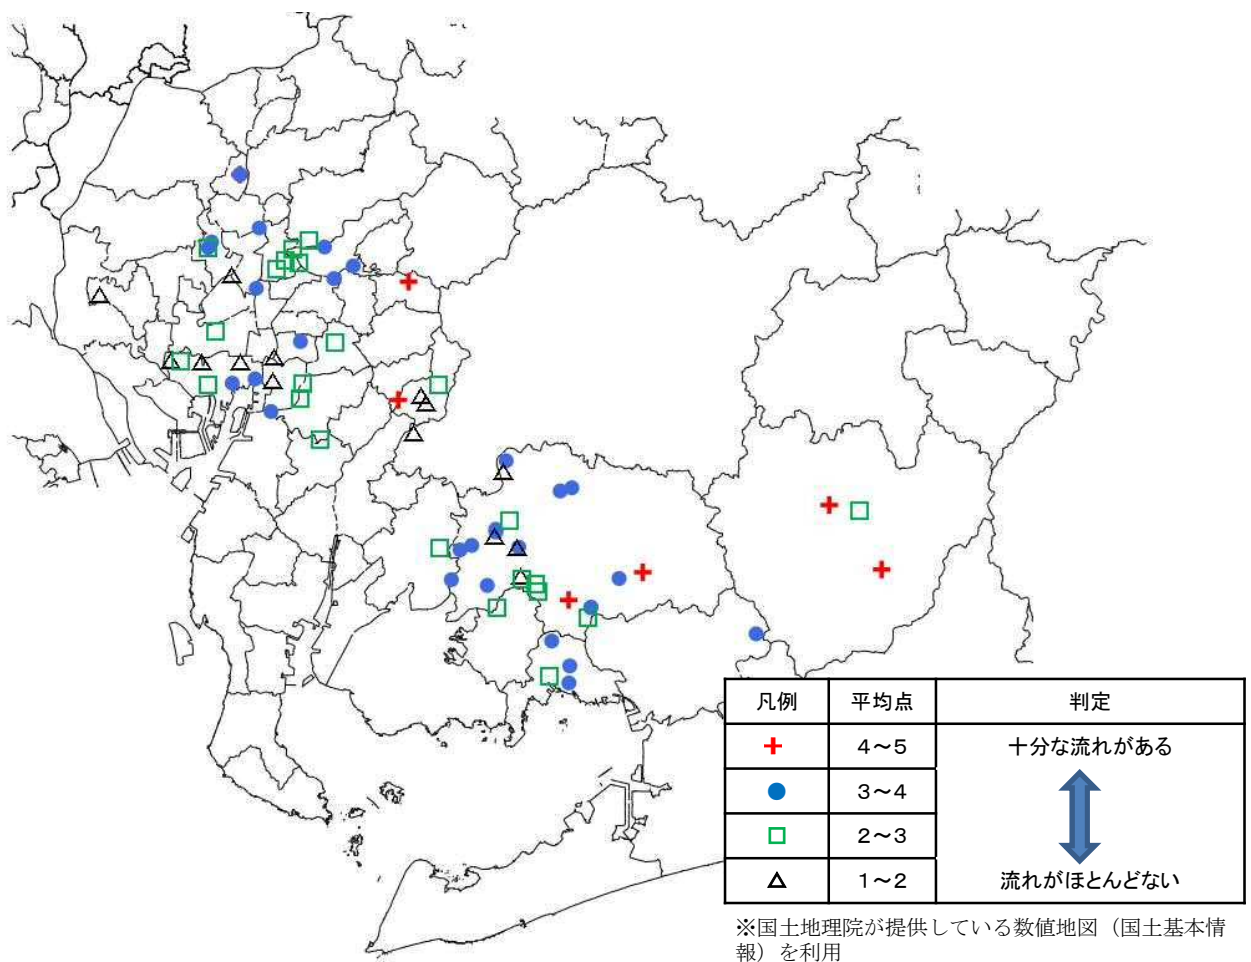 凡例 平均点 判定
4～5 十分な流れがある
3～4
2～3
1～2 流れがほとんどない
※国土地理院が提供している数値地図（国土基本情
報）を利用